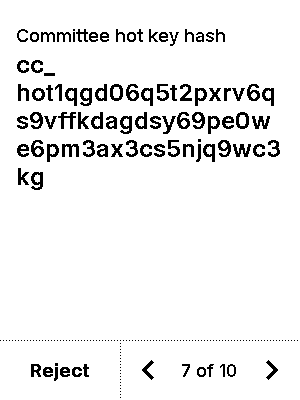 Committee hot key hash
cc_
hot1qgd06q5t2pxrv6q
s9vffkdagdsy69pe0w
e6pm3ax3cs5njq9wc3
kg
Reject
7 of 10